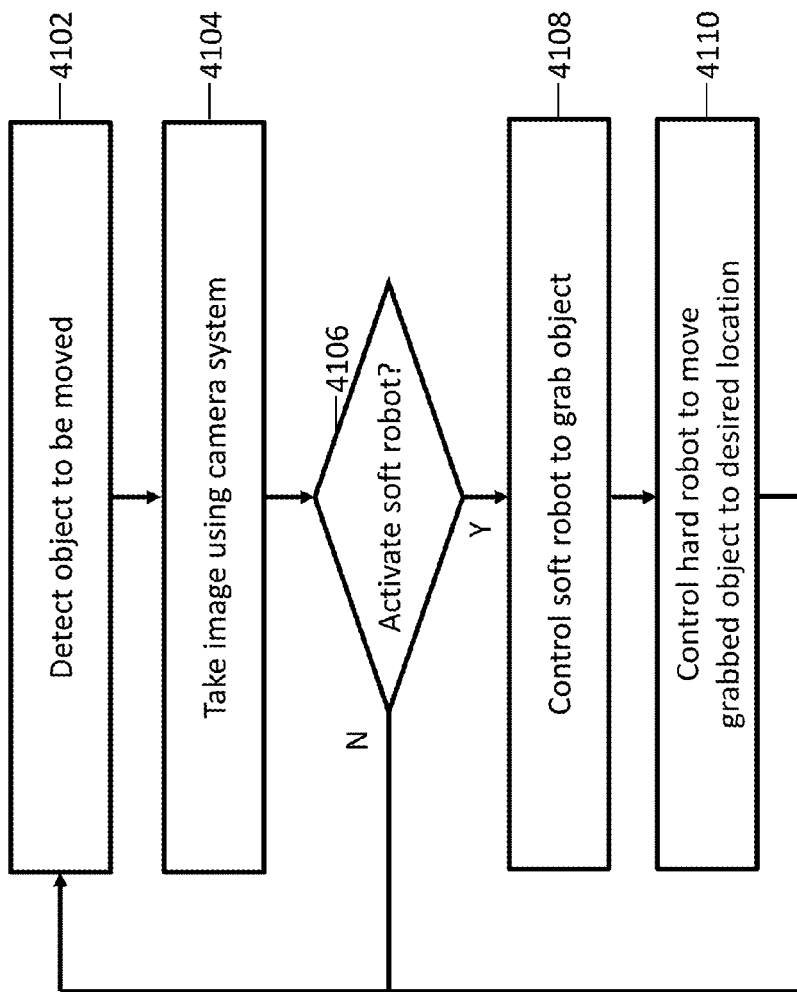 Detect object to be moved
4102
Take image using camera system
4104
4106
Activate soft robot?
N
Y
Control soft robot to grab object
4108
Control hard robot to move
grabbed object to desired location
4110